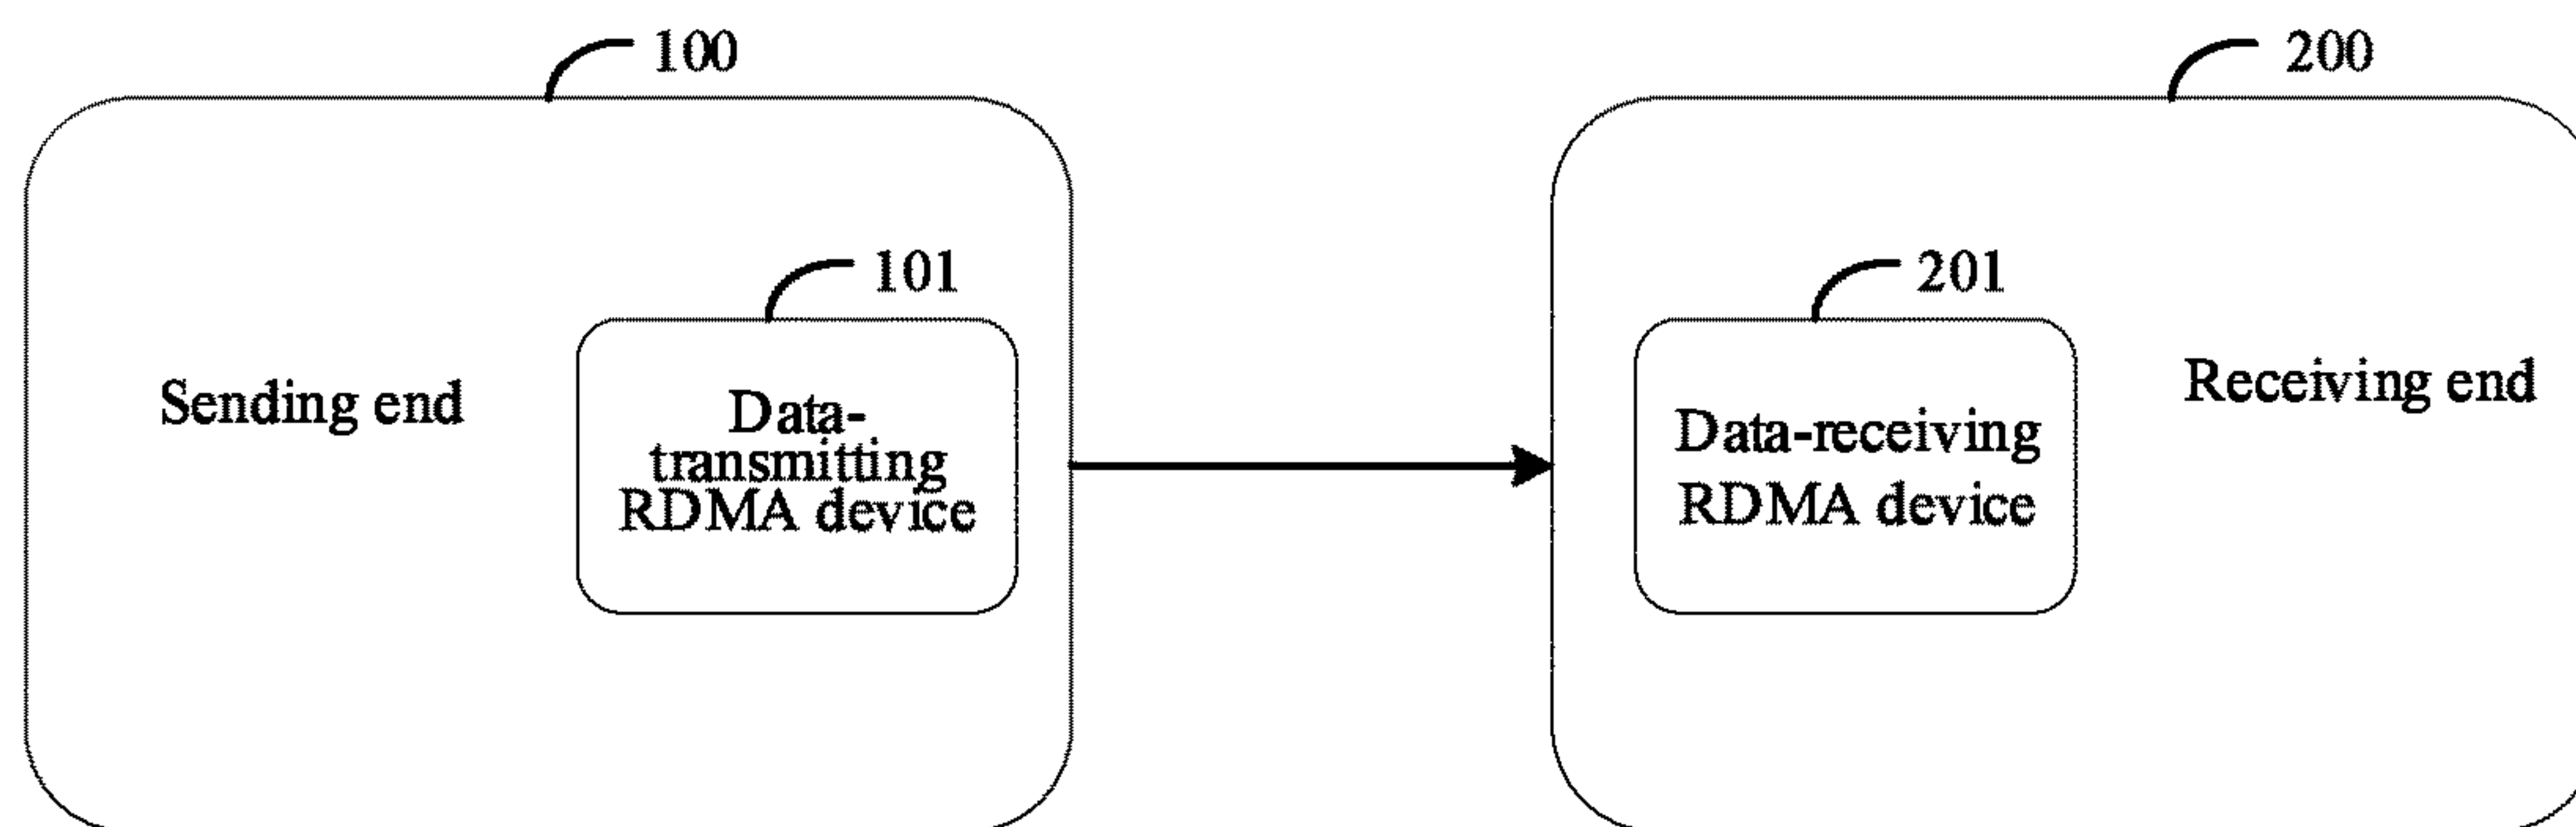 100
200
101
201
Sending end
Data-
transmitting
RDMA device
Data-receiving
RDMA device
Receiving end